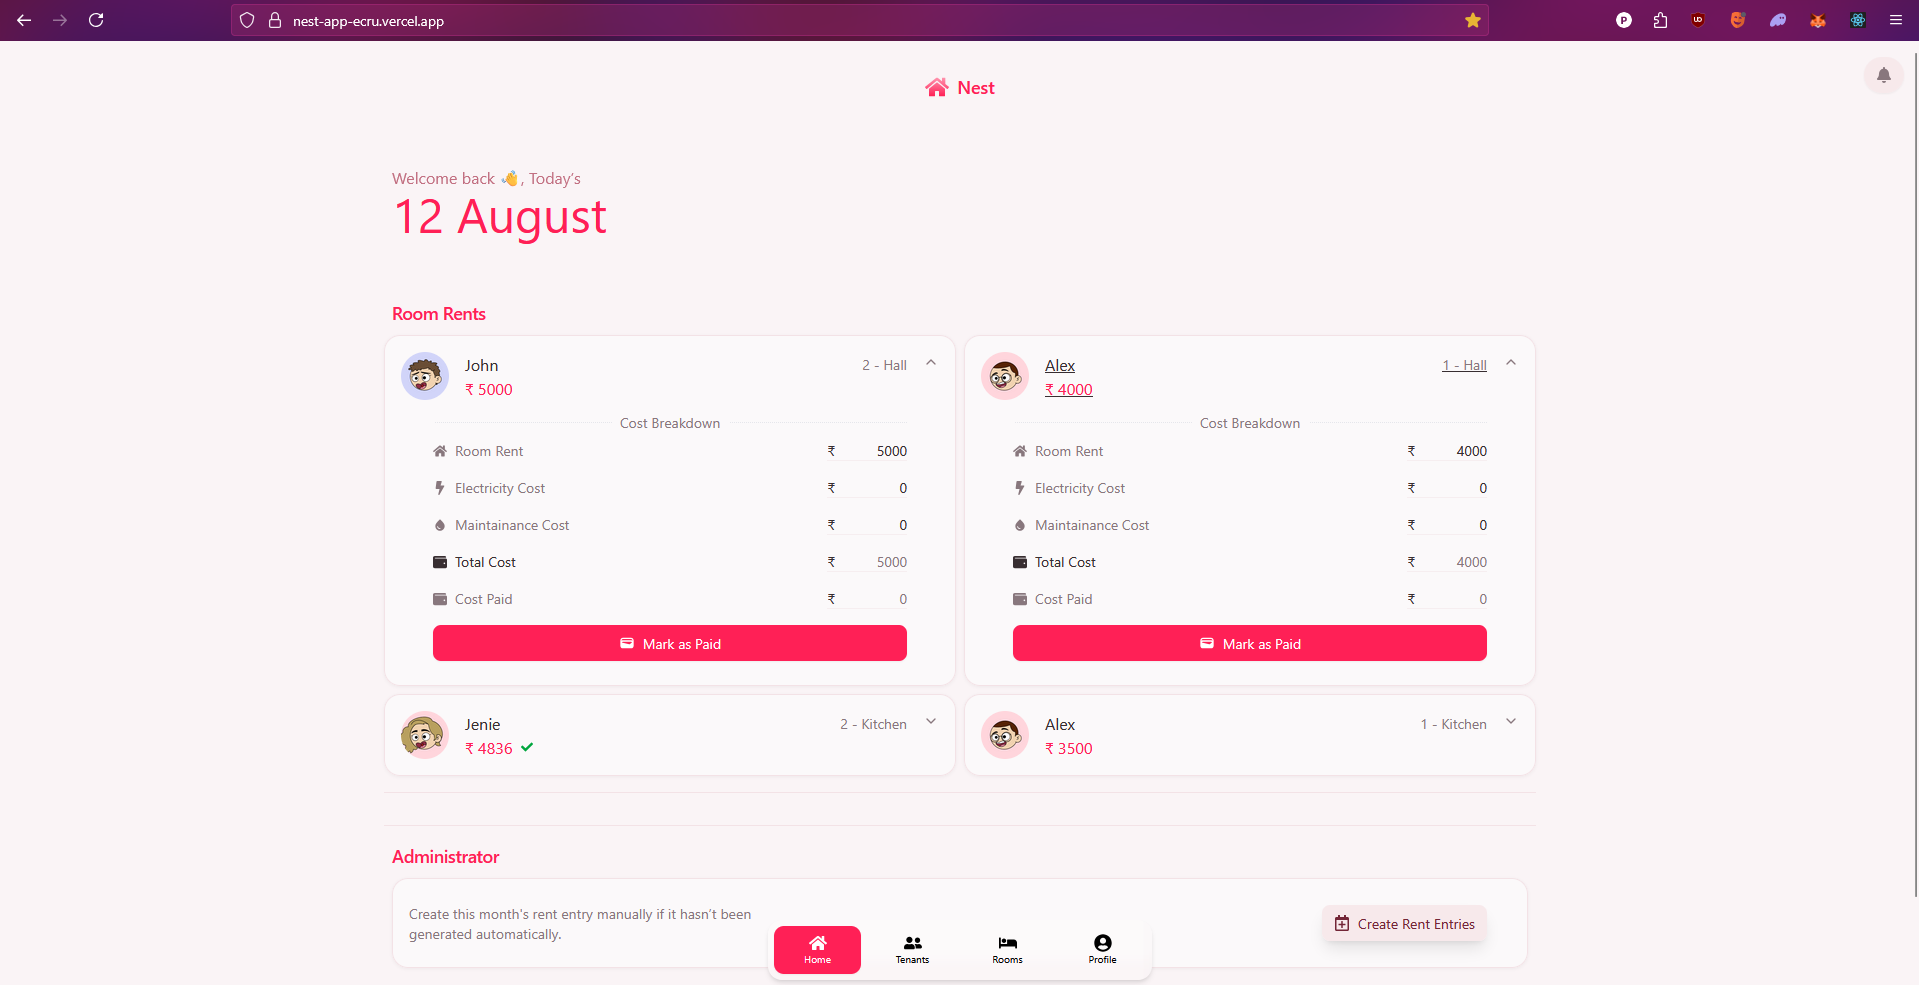 nest-app-ecru.vercel.app
Nest
Welcome back 👋, Today's
12 August
Room Rents
John
2 - Hall
₹ 5000
Cost Breakdown
Room Rent ₹ 5000
Electricity Cost ₹ 0
Maintainance Cost ₹ 0
Total Cost ₹ 5000
Cost Paid ₹ 0
Mark as Paid
Alex
1 - Hall
₹ 4000
Cost Breakdown
Room Rent ₹ 4000
Electricity Cost ₹ 0
Maintainance Cost ₹ 0
Total Cost ₹ 4000
Cost Paid ₹ 0
Mark as Paid
Jenie
2 - Kitchen
₹ 4836
Alex
1 - Kitchen
₹ 3500
Administrator
Create this month's rent entry manually if it hasn't been
generated automatically.
Create Rent Entries
Home
Tenants
Rooms
Profile